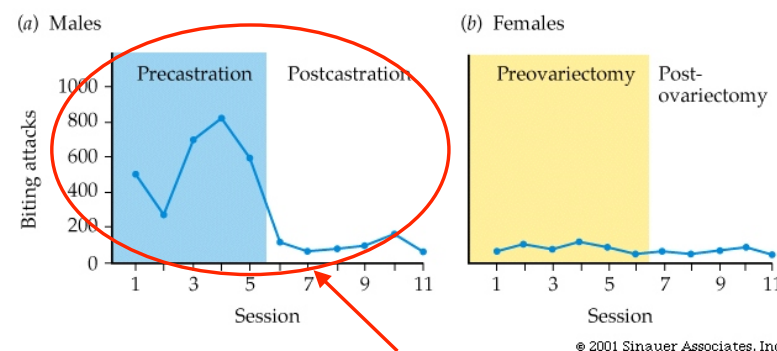 (a) Males
Precastration Postcastration
Biting attacks
1000
800
600
400
200
0
1 3 5 7 9 11
Session
(b) Females
Preovariectomy Post-
ovariectomy
1 3 5 7 9 11
Session
© 2001 Sinauer Associates, Inc